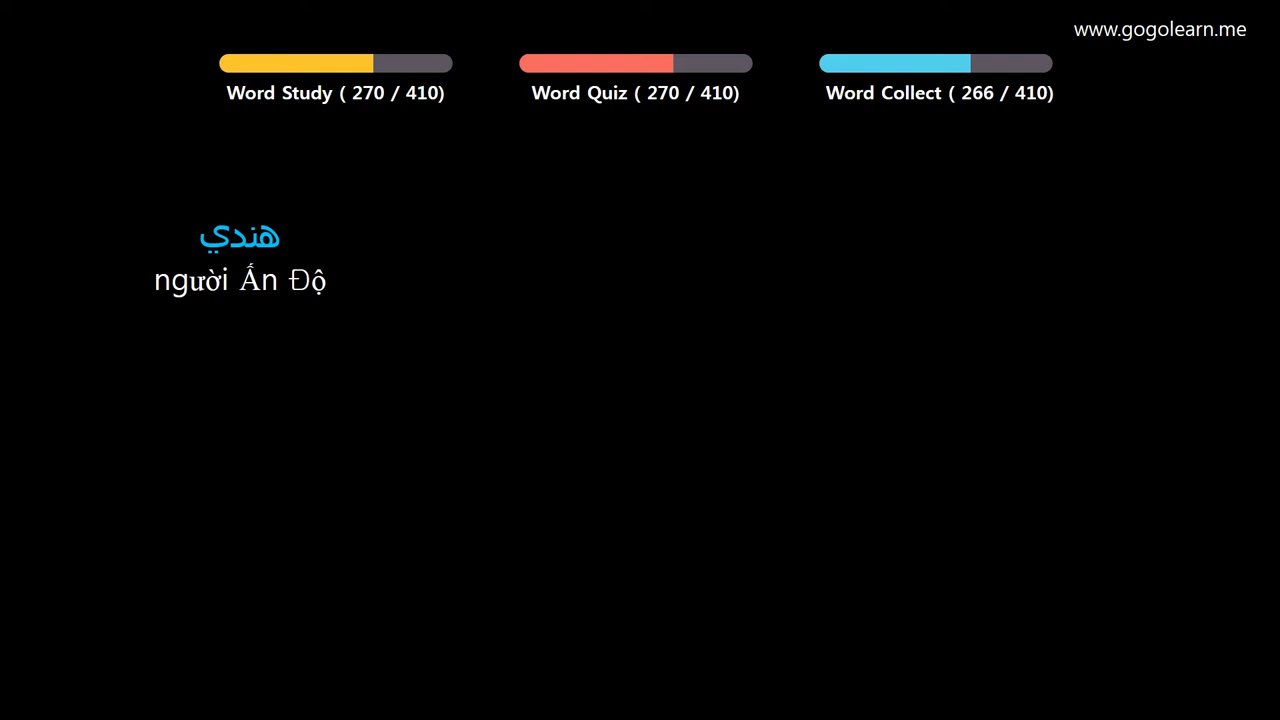 www.gogolearn.me
Word Study ( 270 / 410)
Word Quiz ( 270 / 410)
Word Collect ( 266 / 410)
هندي
người Ấn Độ